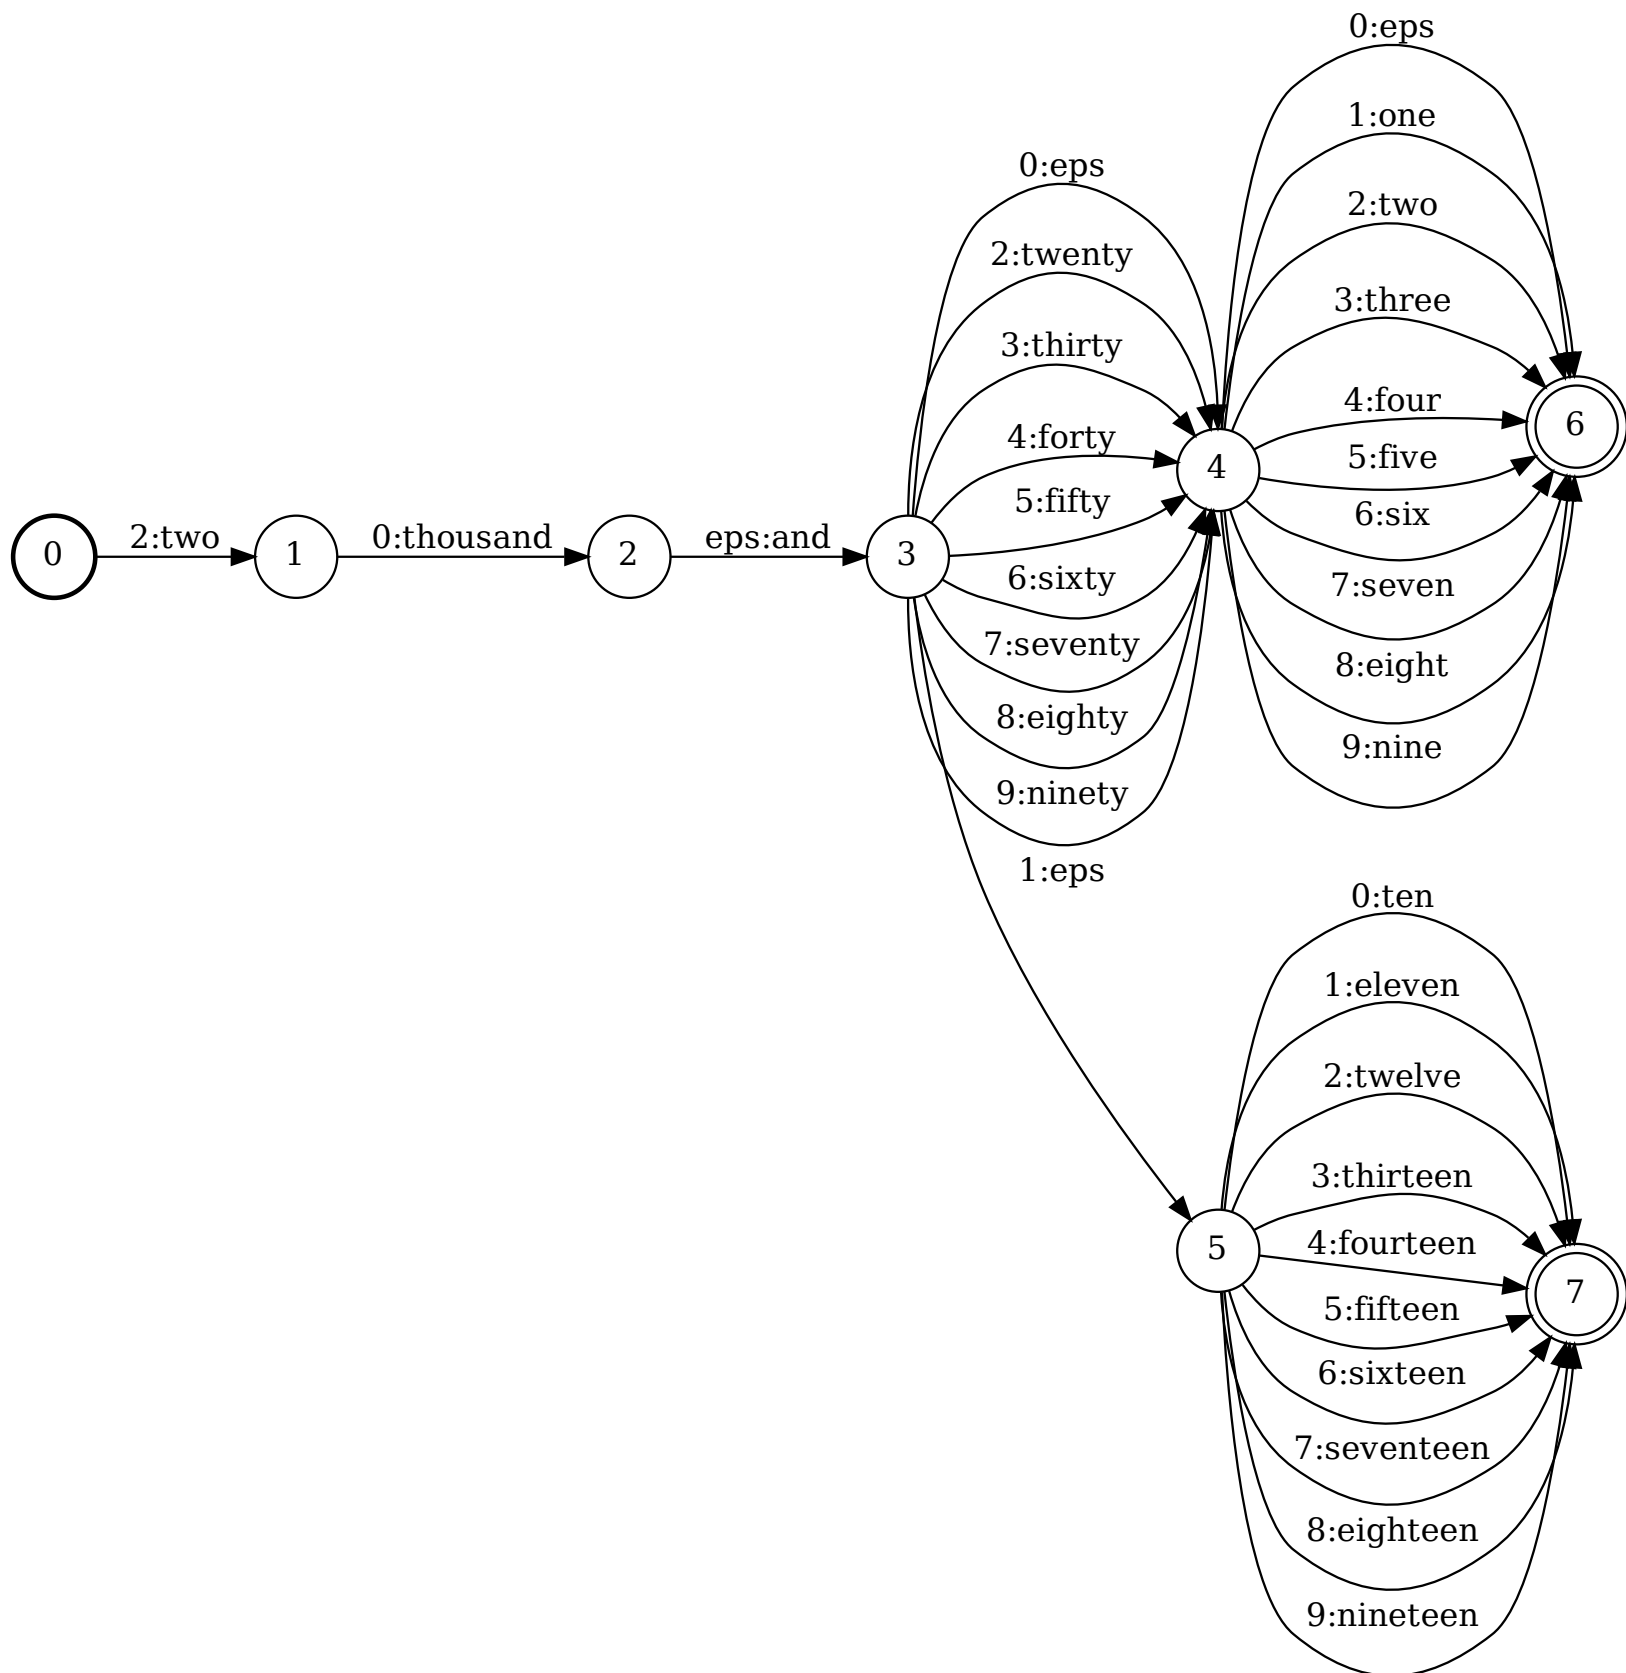 0
2:two
1
0:thousand
2
eps:and
3
0:eps
2:twenty
3:thirty
4:forty
5:fifty
6:sixty
7:seventy
8:eighty
9:ninety
1:eps
4
0:eps
1:one
2:two
3:three
4:four
5:five
6:six
7:seven
8:eight
9:nine
6
5
0:ten
1:eleven
2:twelve
3:thirteen
4:fourteen
5:fifteen
6:sixteen
7:seventeen
8:eighteen
9:nineteen
7